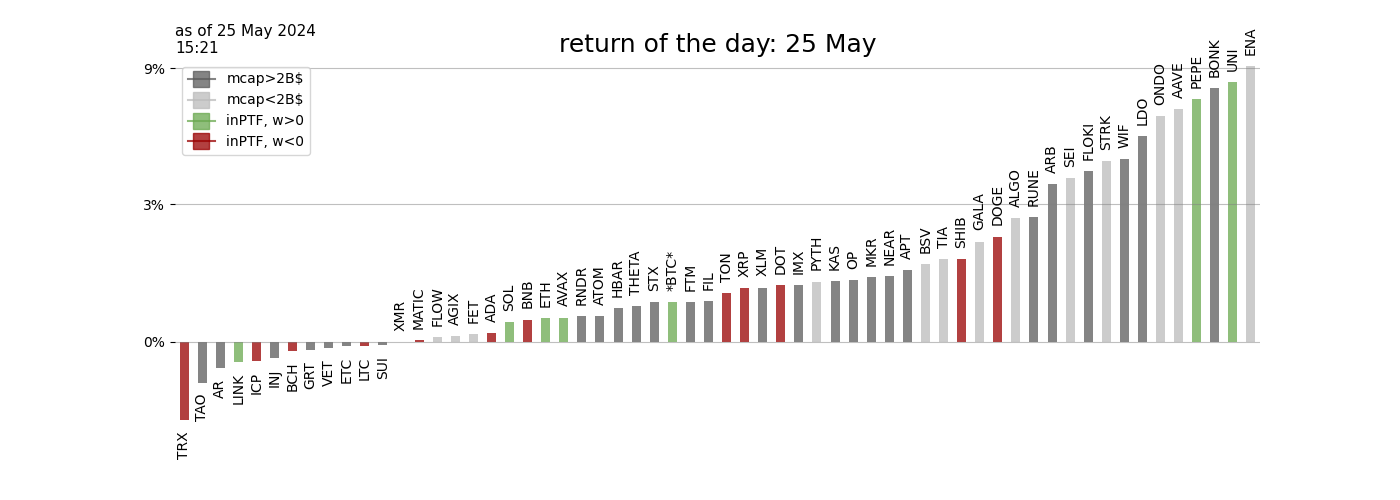 as of 25 May 2024
15:21
return of the day: 25 May
9%
3%
0%
mcap>2B$
mcap<2B$
inPTF, w>0
inPTF, w<0
TRX
TAO
AR
LINK
ICP
INJ
BCH
GRT
VET
ETC
LTC
SUI
XMR
MATIC
FLOW
AGIX
FET
ADA
SOL
BNB
ETH
AVAX
RNDR
ATOM
HBAR
THETA
STX
*BTC*
FTM
FIL
TON
XRP
XLM
DOT
IMX
PYTH
KAS
OP
MKR
NEAR
APT
BSV
TIA
SHIB
GALA
DOGE
ALGO
RUNE
ARB
SEI
FLOKI
STRK
WIF
LDO
ONDO
AAVE
PEPE
BONK
UNI
ENA